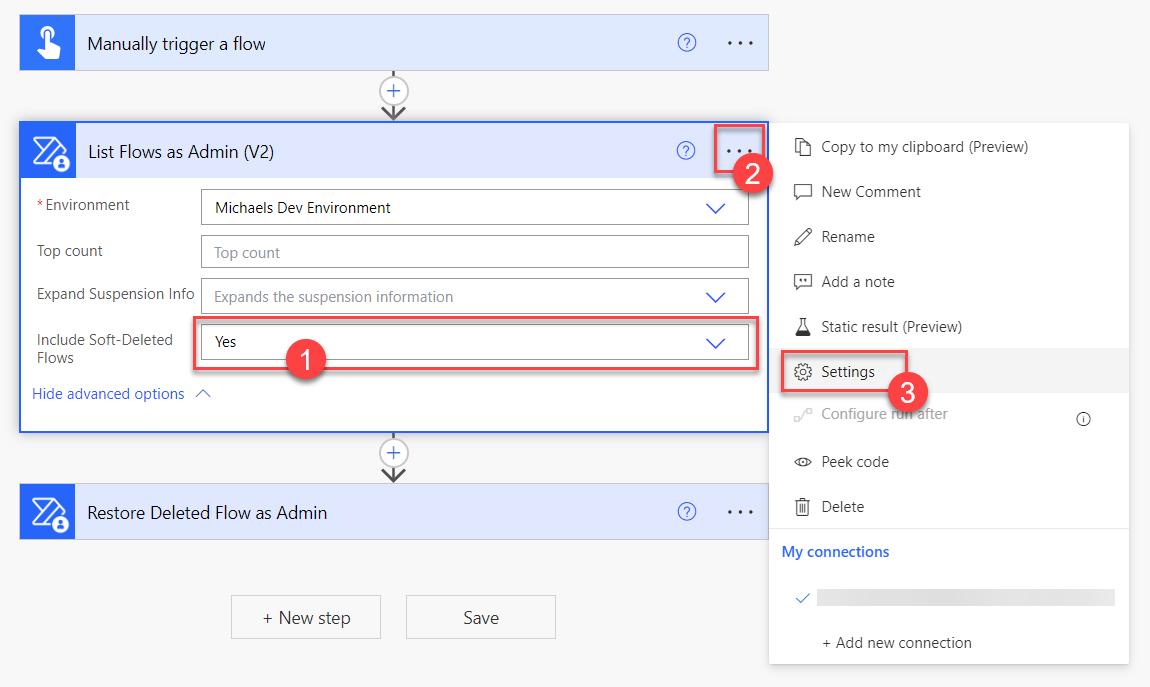 Manually trigger a flow
List Flows as Admin (V2)
2
* Environment
Michaels Dev Environment
Top count
Top count
Expand Suspension Info
Expands the suspension information
Include Soft-Deleted
Flows
Yes
1
Hide advanced options
Restore Deleted Flow as Admin
+ New step
Save
Copy to my clipboard (Preview)
New Comment
Rename
Add a note
Static result (Preview)
Settings
3
Configure run after
Peek code
Delete
My connections
+ Add new connection